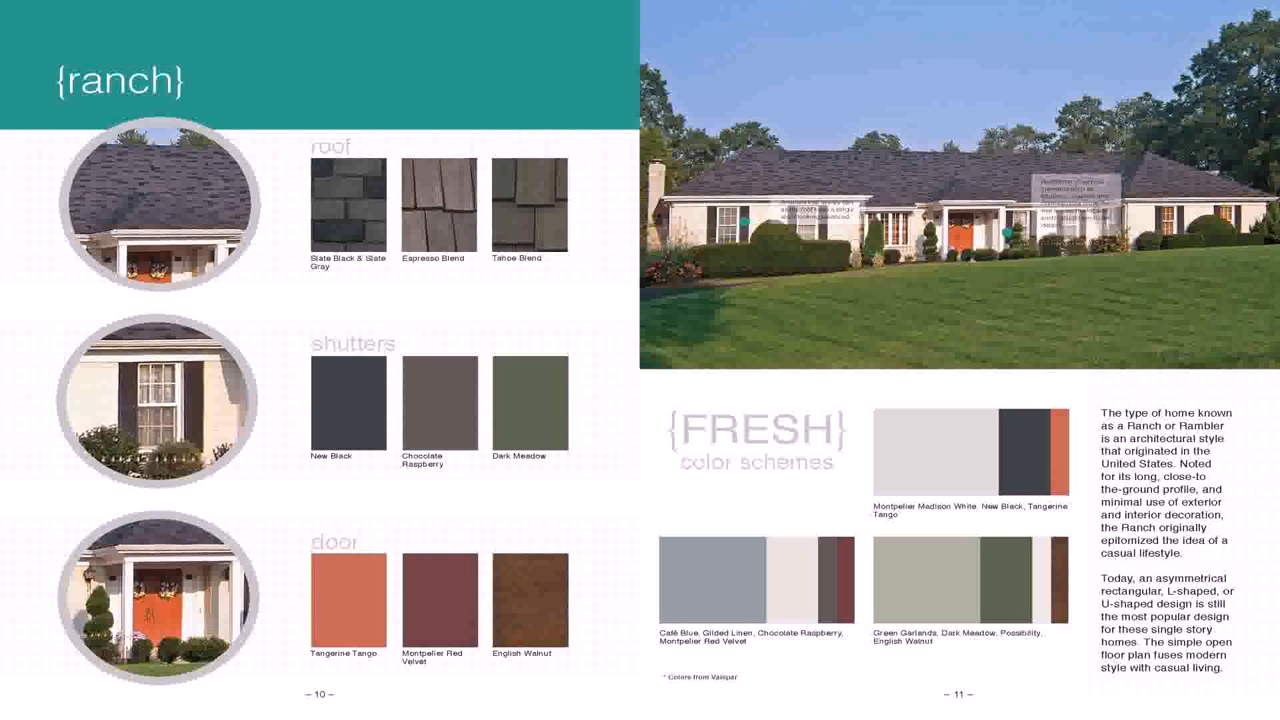 {ranch}
roof
Slate Black & Slate
Gray
Espresso Blend
Tahoe Blend
shutters
New Black
Chocolate
Raspberry
Dark Meadow
door
Tangerine Tango
Montpelier Red
Velvet
English Walnut
– 10 –
{FRESH}
color schemes
Montpelier Madison White, New Black, Tangerine
Tango
Café Blue, Gilded Linen, Chocolate Raspberry,
Montpelier Red Velvet
Green Garlands, Dark Meadow, Possibility,
English Walnut
* Colors from Valspar
The type of home known
as a Ranch or Rambler
is an architectural style
that originated in the
United States. Noted
for its long, close-to
the-ground profile, and
minimal use of exterior
and interior decoration,
the Ranch originally
epitomized the idea of a
casual lifestyle.
Today, an asymmetrical
rectangular, L-shaped, or
U-shaped design is still
the most popular design
for these single story
homes. The simple open
floor plan fuses modern
style with casual living.
– 11 –